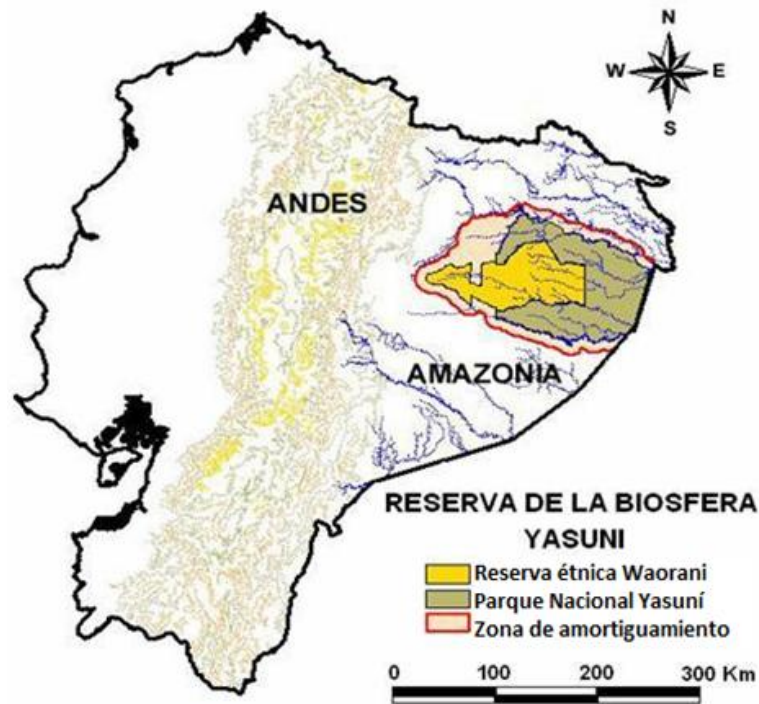 N
W E
S
ANDES
AMAZONIA
RESERVA DE LA BIOSFERA
YASUNI
Reserva étnica Waorani
Parque Nacional Yasuní
Zona de amortiguamiento
0 100 200 300 Km